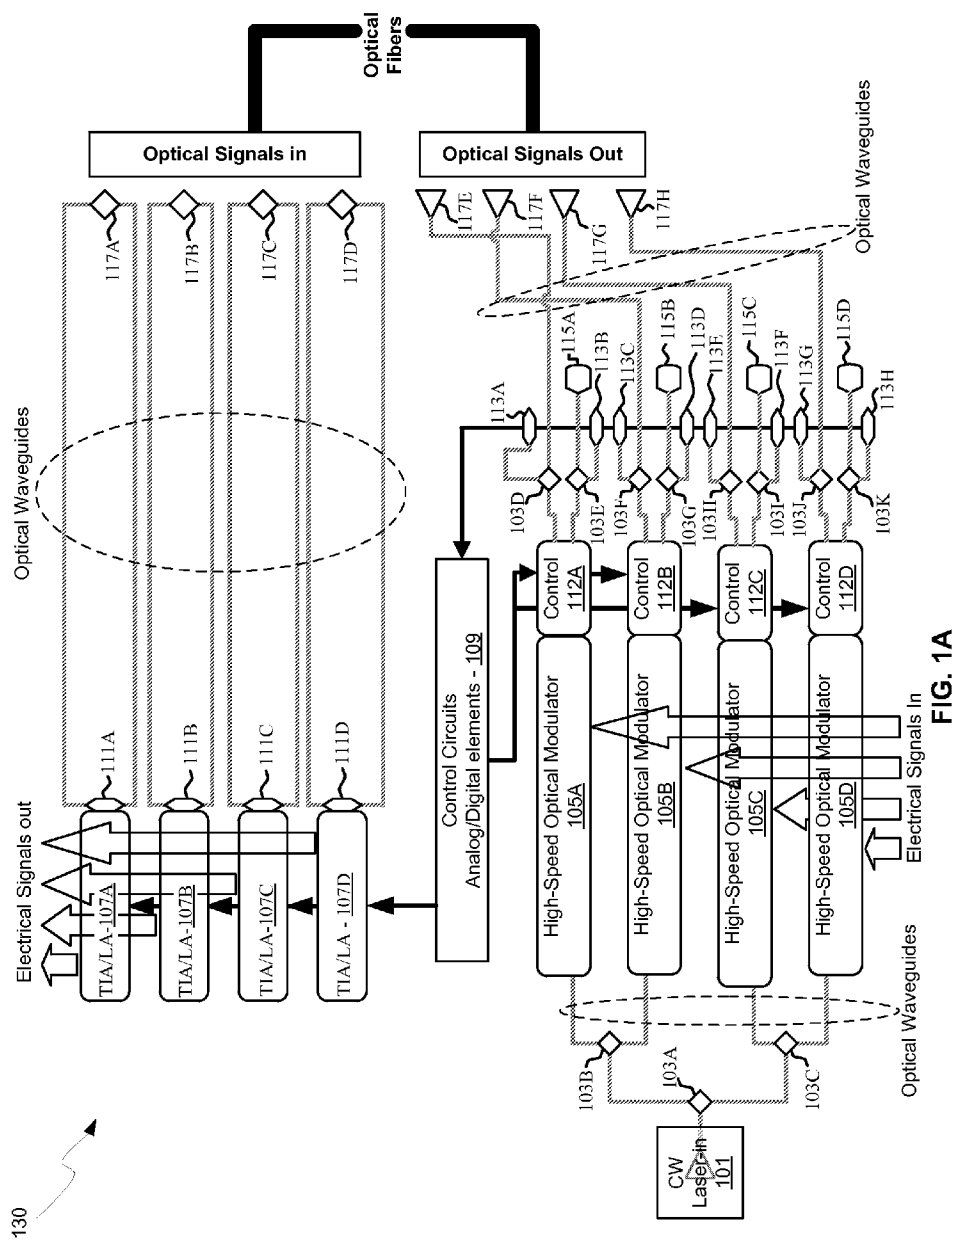 130
Electrical Signals out
TIA/LA-107A
TIA/LA-107B
TIA/LA-107C
TIA/LA - 107D
111A
111B
111C
111D
Optical Waveguides
117A
117B
117C
117D
Optical Signals in
Optical
Fibers
Optical Signals Out
117E
117F
117G
117H
Optical Waveguides
Control Circuits
Analog/Digital elements - 109
113A
115A
113B
113C
115B
113D
113E
115C
113F
113G
115D
113H
103D
103E
103F
103G
103H
103I
103J
103K
Control
112A
Control
112B
Control
112C
Control
112D
High-Speed Optical Modulator
105A
High-Speed Optical Modulator
105B
High-Speed Optical Modulator
105C
High-Speed Optical Modulator
105D
Electrical Signals In
Optical Waveguides
103B
103A
103C
CW
Laser-in
101
FIG. 1A